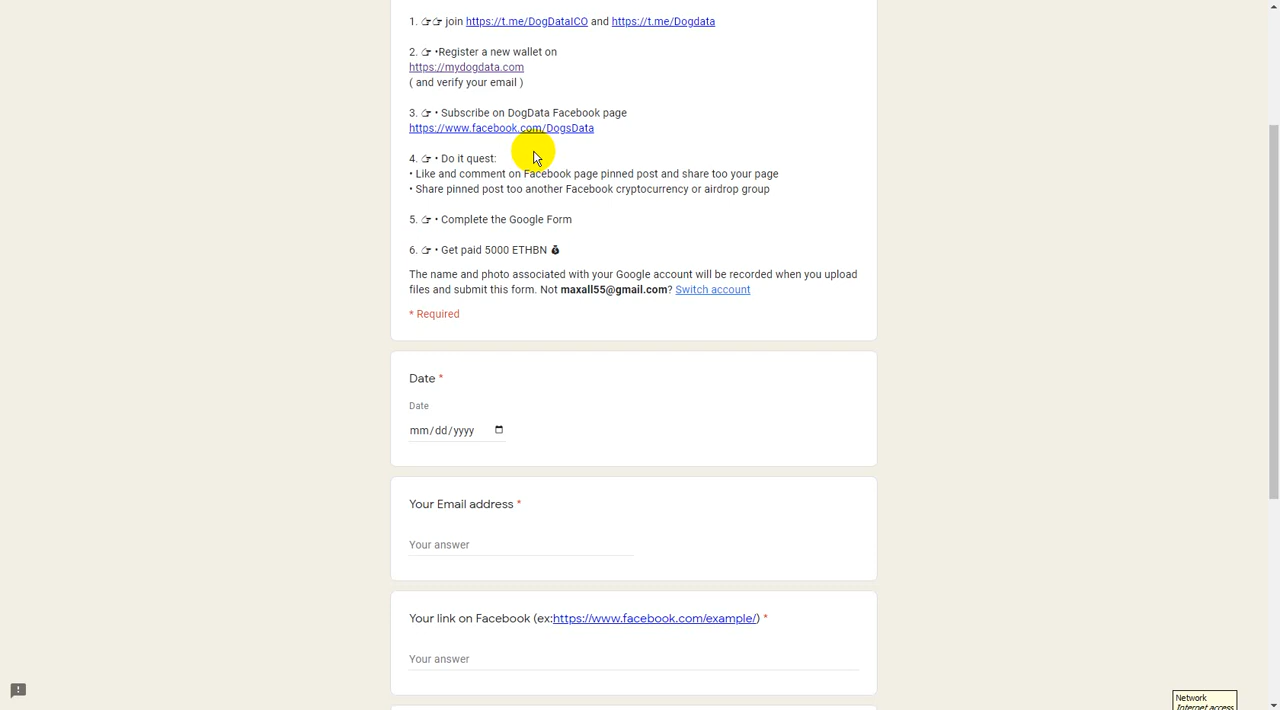 1. 👉👉 join https://t.me/DogDataICO and https://t.me/Dogdata
2. 👉 •Register a new wallet on
https://mydogdata.com
( and verify your email )
3. 👉 • Subscribe on DogData Facebook page
https://www.facebook.com/DogsData
4. 👉 • Do it quest:
• Like and comment on Facebook page pinned post and share too your page
• Share pinned post too another Facebook cryptocurrency or airdrop group
5. 👉 • Complete the Google Form
6. 👉 • Get paid 5000 ETHBN 💰
The name and photo associated with your Google account will be recorded when you upload
files and submit this form. Not maxall55@gmail.com? Switch account
* Required
Date *
Date
mm/dd/yyyy
Your Email address *
Your answer
Your link on Facebook (ex:https://www.facebook.com/example/) *
Your answer
Network
Internet access